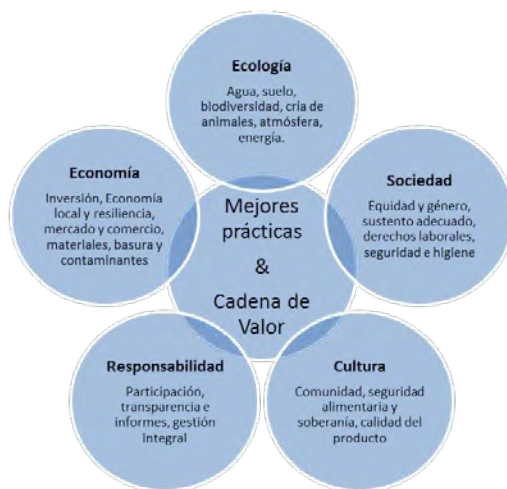 Ecología
Agua, suelo,
biodiversidad, cría de
animales, atmósfera,
energía.
Economía
Inversión, Economía
local y resiliencia,
mercado y comercio,
materiales, basura y
contaminantes
Sociedad
Equidad y género,
sustento adecuado,
derechos laborales,
seguridad e higiene
Mejores
prácticas
&
Cadena de
Valor
Responsabilidad
Participación,
transparencia e
informes, gestión
integral
Cultura
Comunidad, seguridad
alimentaria y
soberanía, calidad del
producto